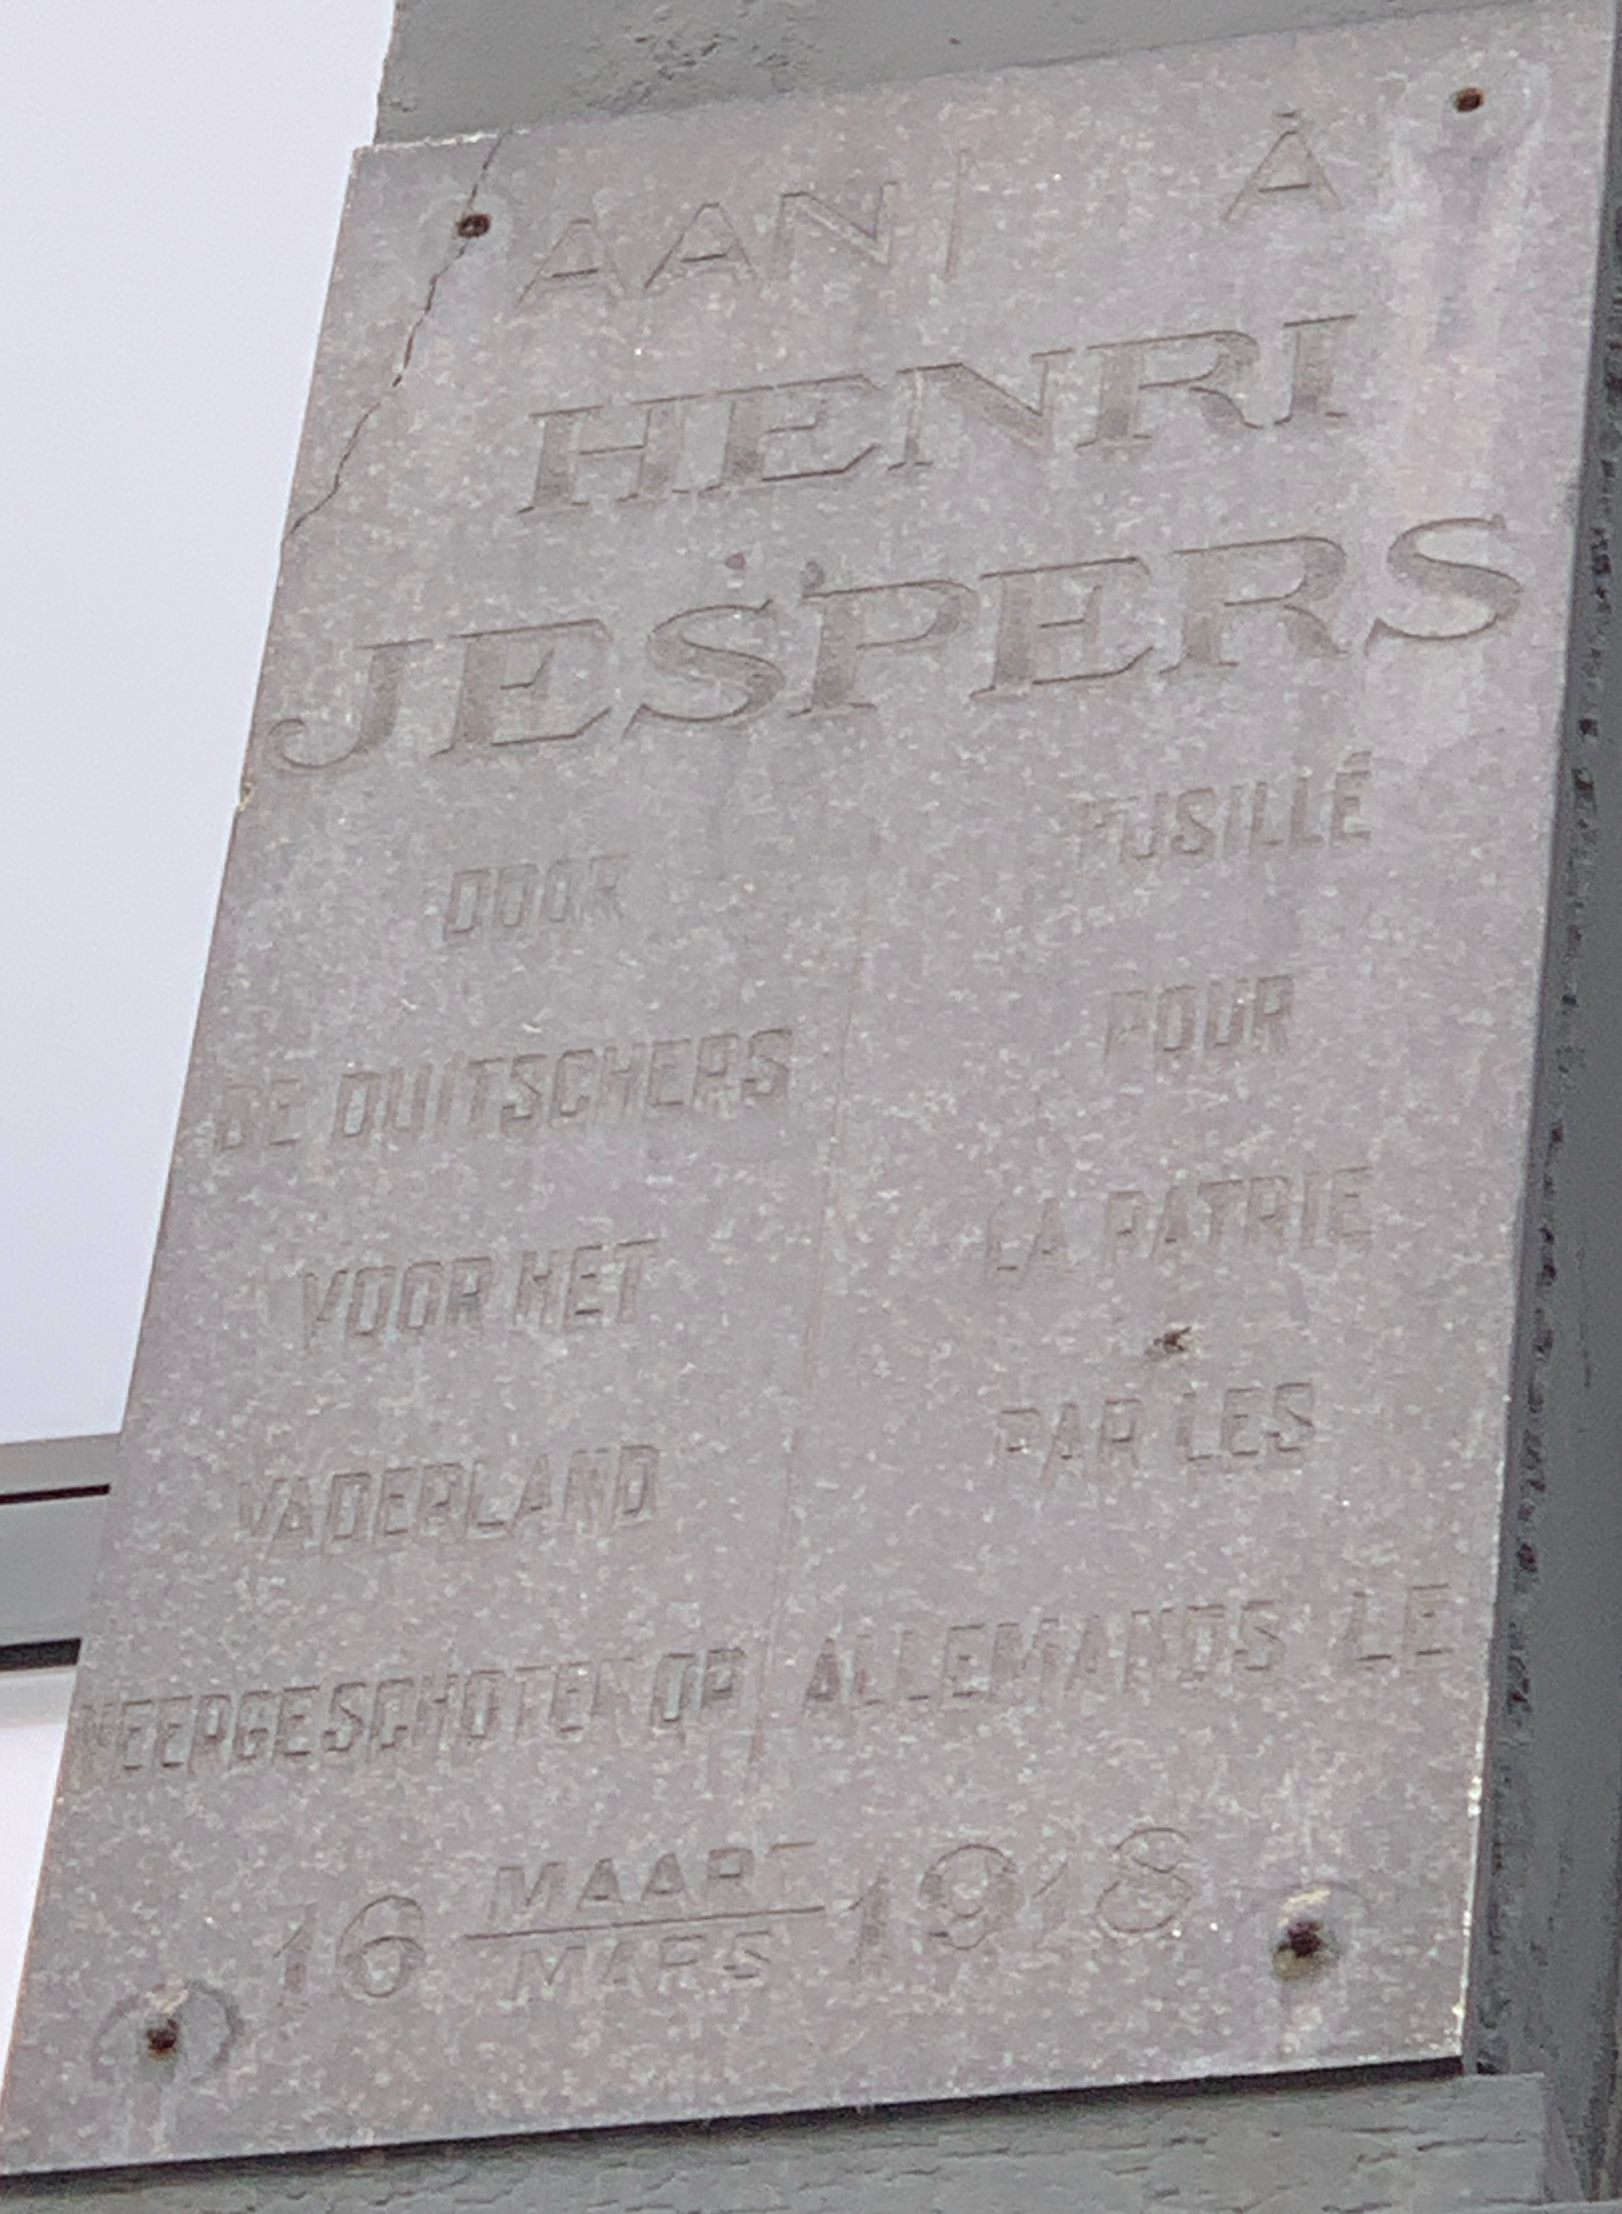 AAN
À
HENRI
JESPERS
DOOR
DE DUITSCHERS
VOOR HET
VADERLAND
NEERGESCHOTEN OP
FUSILLÉ
POUR
LA PATRIE
PAR LES
ALLEMANDS LE
16 MAART 1918
MARS